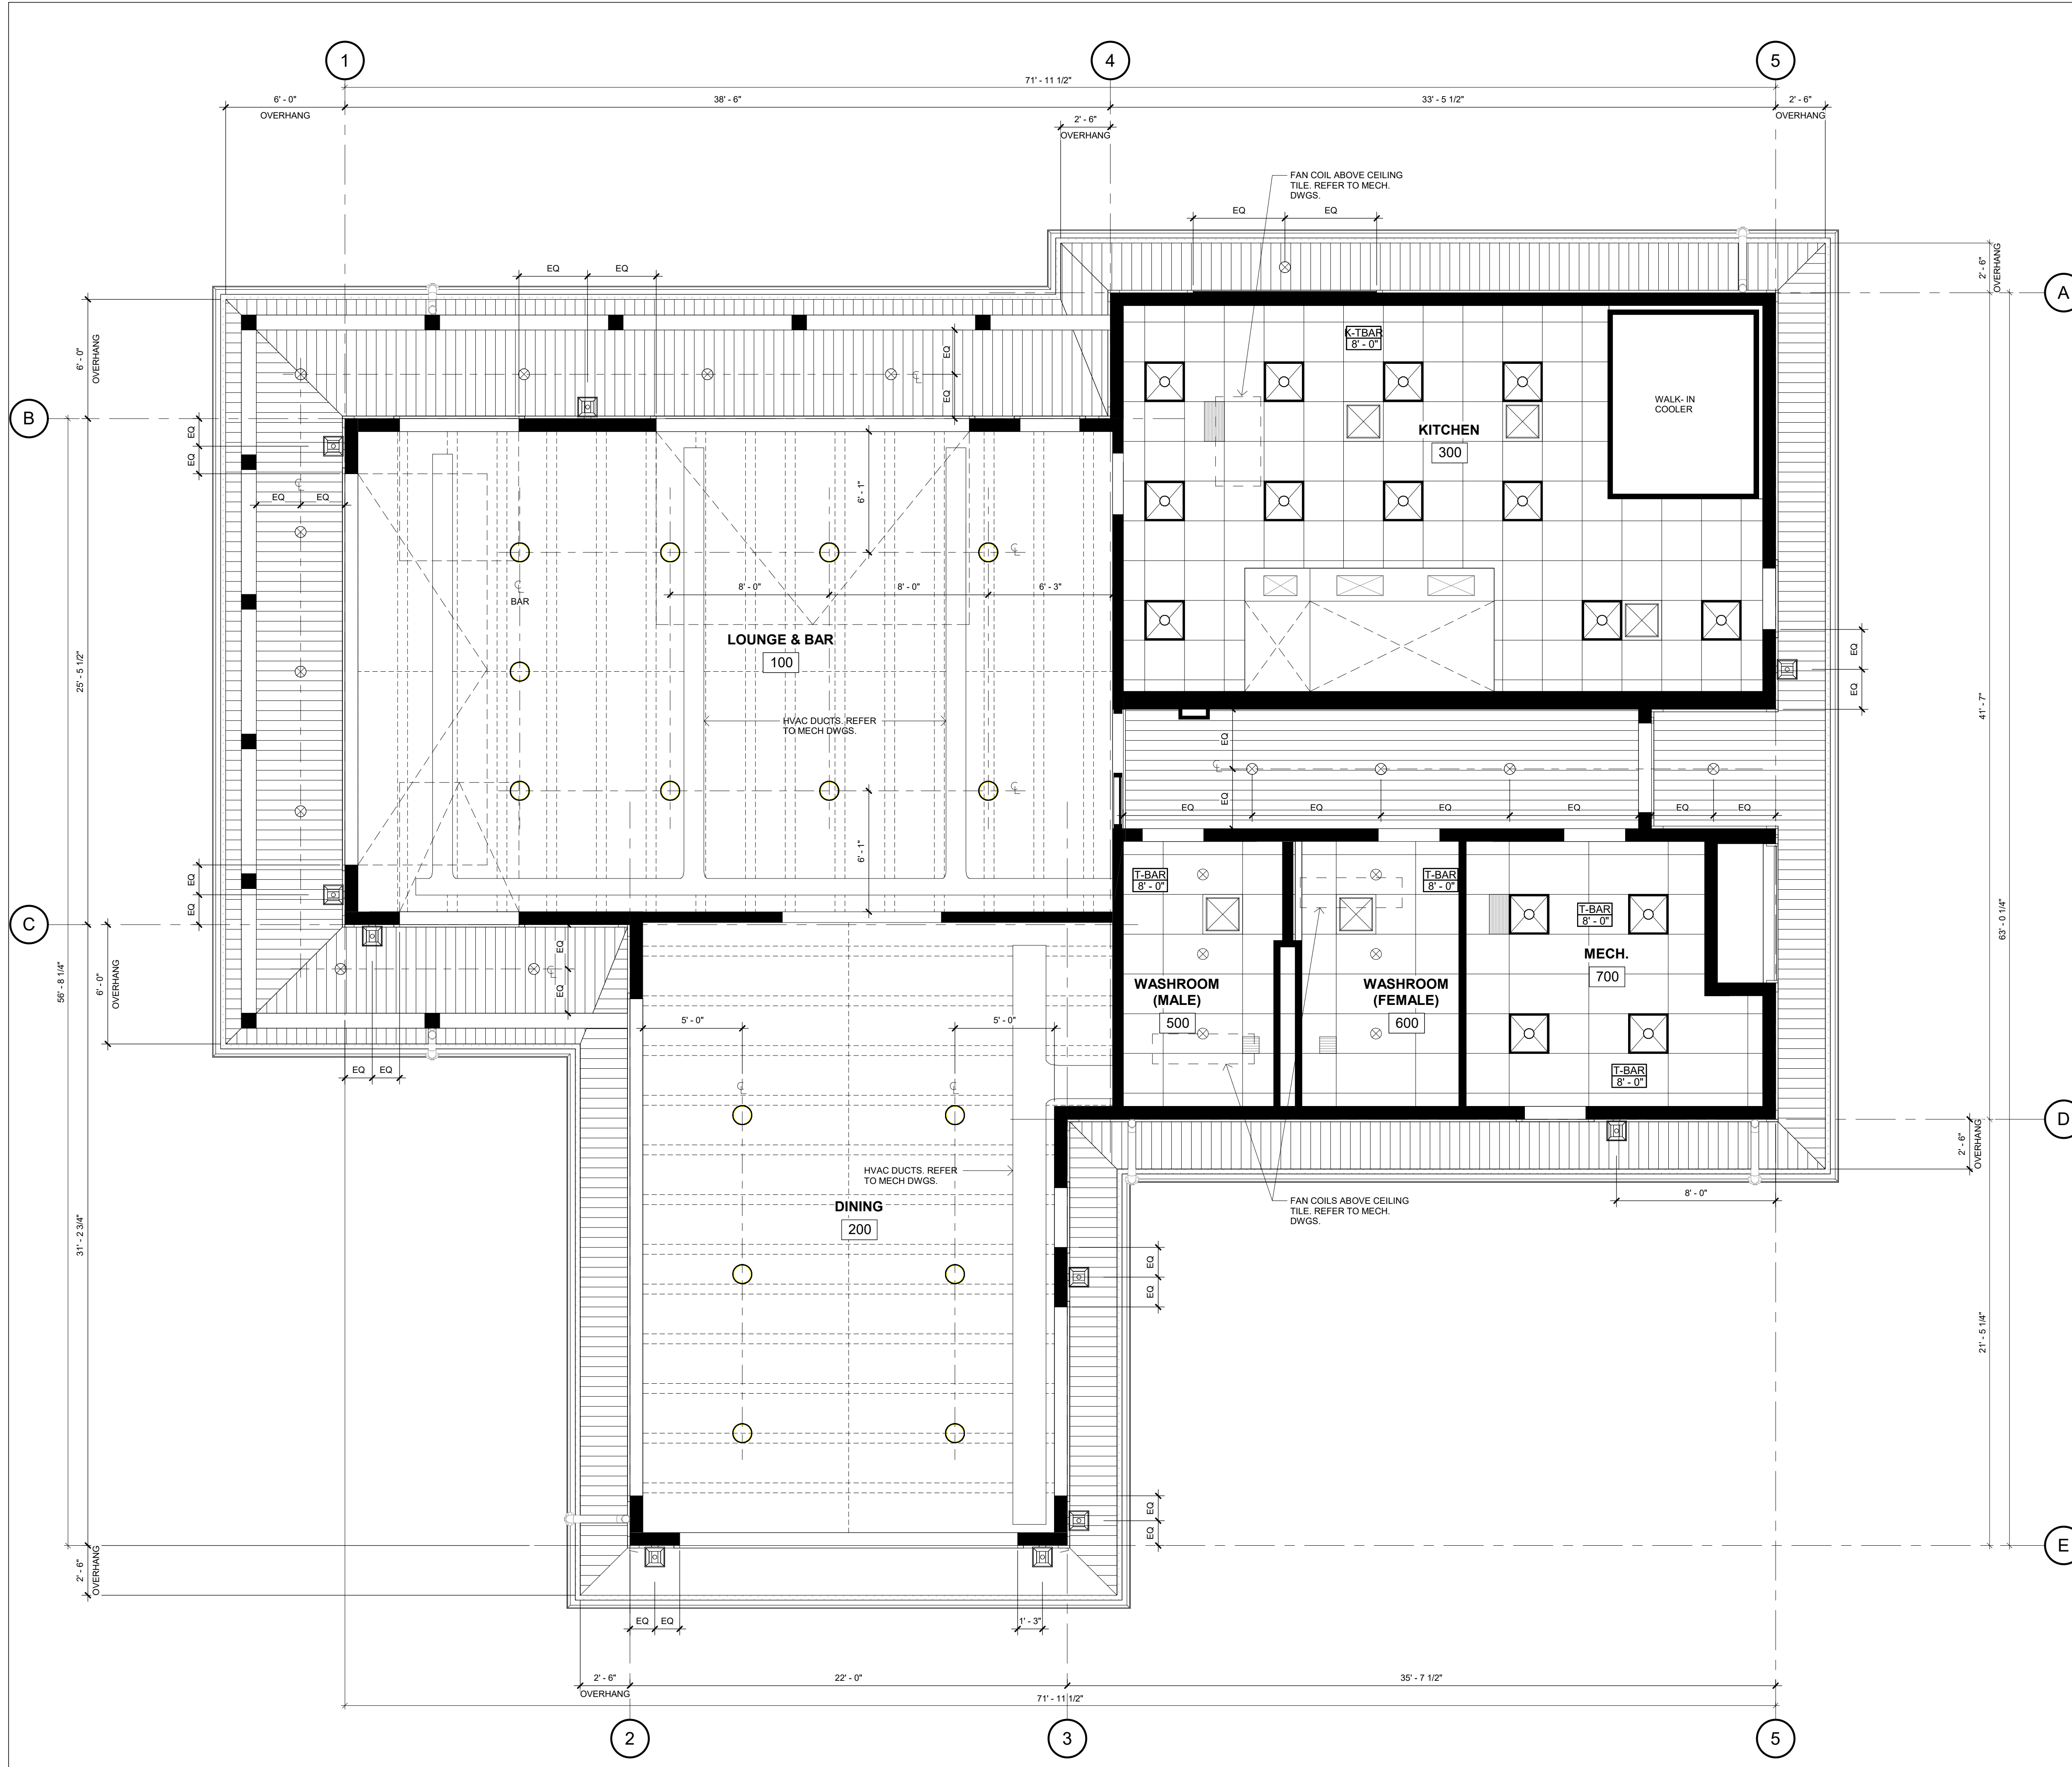 1
4
5
71' - 11 1/2"
6' - 0"
OVERHANG
38' - 6"
33' - 5 1/2"
2' - 6"
OVERHANG
2' - 6"
OVERHANG
FAN COIL ABOVE CEILING
TILE. REFER TO MECH.
DWGS.
EQ
EQ
EQ
EQ
2' - 6"
OVERHANG
A
6' - 0"
OVERHANG
K-TBAR
8' - 0"
EQ
EQ
℄
WALK- IN
COOLER
B
KITCHEN
300
EQ
EQ
℄
EQ
EQ
6' - 1"
℄
℄
BAR
8' - 0"
8' - 0"
6' - 3"
LOUNGE & BAR
100
25' - 5 1/2"
EQ
EQ
41' - 7"
HVAC DUCTS. REFER
TO MECH DWGS.
EQ
℄
EQ
℄
EQ
EQ
EQ
EQ
EQ
EQ
6' - 1"
EQ
EQ
T-BAR
8' - 0"
T-BAR
8' - 0"
T-BAR
8' - 0"
63' - 0 1/4"
C
EQ
EQ
℄
MECH.
700
56' - 8 1/4"
6' - 0"
OVERHANG
WASHROOM
(MALE)
500
WASHROOM
(FEMALE)
600
5' - 0"
5' - 0"
EQ
EQ
T-BAR
8' - 0"
℄
℄
D
2' - 6"
OVERHANG
HVAC DUCTS. REFER
TO MECH DWGS.
8' - 0"
FAN COILS ABOVE CEILING
TILE. REFER TO MECH.
DWGS.
DINING
200
31' - 2 3/4"
EQ
EQ
21' - 5 1/4"
EQ
EQ
E
2' - 6"
OVERHANG
EQ
EQ
1' - 3"
2' - 6"
OVERHANG
22' - 0"
35' - 7 1/2"
71' - 11 1/2"
2
3
5